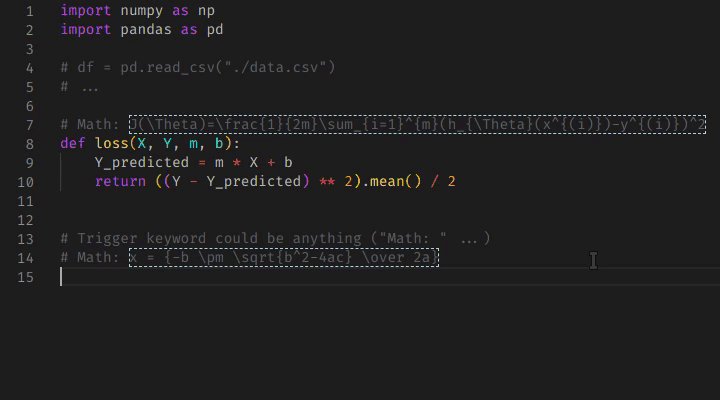 1 import numpy as np
2 import pandas as pd
3
4 # df = pd.read_csv("./data.csv")
5 # ...
6
7 # Math: J(\Theta)=\frac{1}{2m}\sum_{i=1}^{m}(h_{\Theta}(x^{(i)})-y^{(i)})^2
8 def loss(X, Y, m, b):
9     Y_predicted = m * X + b
10     return ((Y - Y_predicted) ** 2).mean() / 2
11
12
13 # Trigger keyword could be anything ("Math: " ...)
14 # Math: x = {-b \pm \sqrt{b^2-4ac} \over 2a}
15